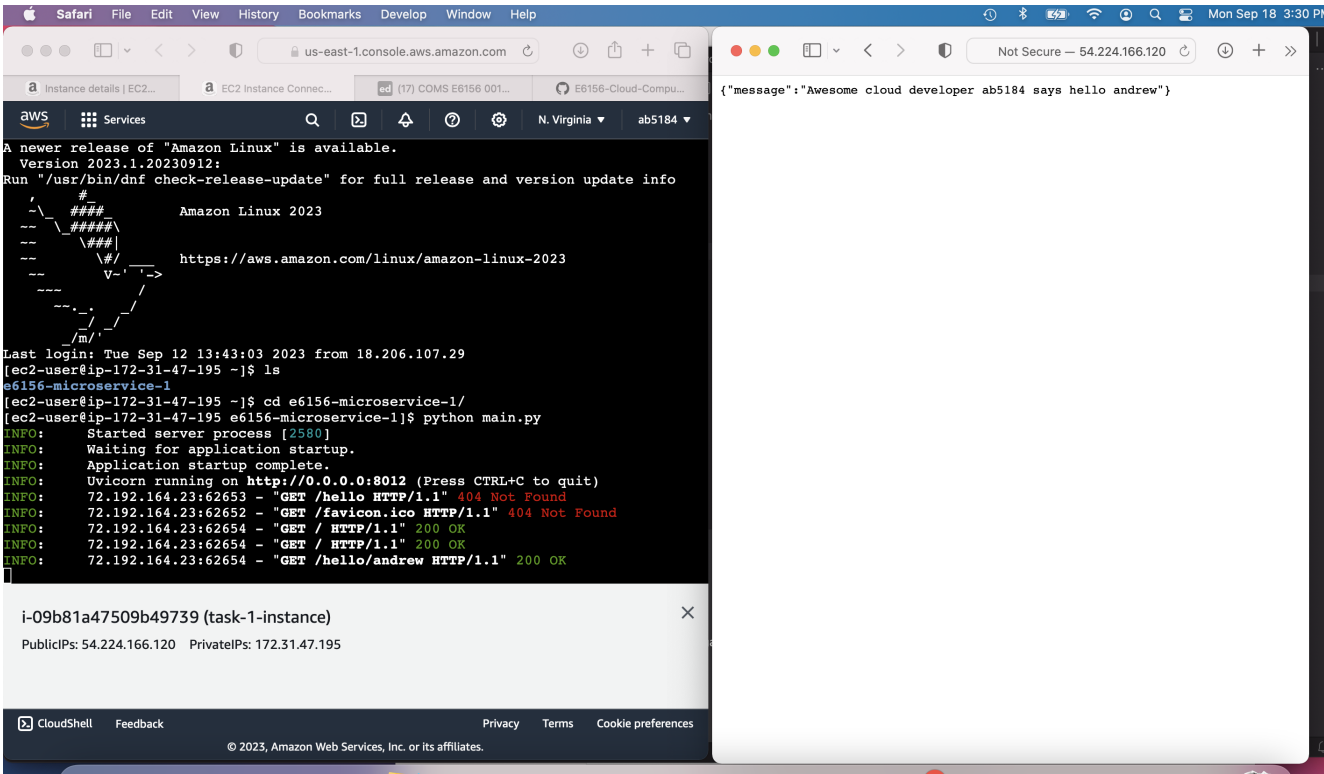 Safari File Edit View History Bookmarks Develop Window Help
Mon Sep 18 3:30 PM
us-east-1.console.aws.amazon.com
Instance details | EC2...
EC2 Instance Connec...
ed (17) COMS E6156 001...
E6156-Cloud-Compu...
aws Services N. Virginia ▼ ab5184 ▼
A newer release of "Amazon Linux" is available.
  Version 2023.1.20230912:
Run "/usr/bin/dnf check-release-update" for full release and version update info
   ,     #_
   ~\_  ####_        Amazon Linux 2023
  ~~  \_#####\
  ~~     \###|
  ~~       \#/ ___   https://aws.amazon.com/linux/amazon-linux-2023
   ~~       V~' '->
    ~~~         /
      ~~._.   _/
         _/ _/
       _/m/'
Last login: Tue Sep 12 13:43:03 2023 from 18.206.107.29
[ec2-user@ip-172-31-47-195 ~]$ ls
e6156-microservice-1
[ec2-user@ip-172-31-47-195 ~]$ cd e6156-microservice-1/
[ec2-user@ip-172-31-47-195 e6156-microservice-1]$ python main.py
INFO:     Started server process [2580]
INFO:     Waiting for application startup.
INFO:     Application startup complete.
INFO:     Uvicorn running on http://0.0.0.0:8012 (Press CTRL+C to quit)
INFO:     72.192.164.23:62653 - "GET /hello HTTP/1.1" 404 Not Found
INFO:     72.192.164.23:62652 - "GET /favicon.ico HTTP/1.1" 404 Not Found
INFO:     72.192.164.23:62654 - "GET / HTTP/1.1" 200 OK
INFO:     72.192.164.23:62654 - "GET / HTTP/1.1" 200 OK
INFO:     72.192.164.23:62654 - "GET /hello/andrew HTTP/1.1" 200 OK
i-09b81a47509b49739 (task-1-instance)
PublicIPs: 54.224.166.120 PrivateIPs: 172.31.47.195
CloudShell Feedback Privacy Terms Cookie preferences
© 2023, Amazon Web Services, Inc. or its affiliates.
Not Secure — 54.224.166.120
{"message":"Awesome cloud developer ab5184 says hello andrew"}